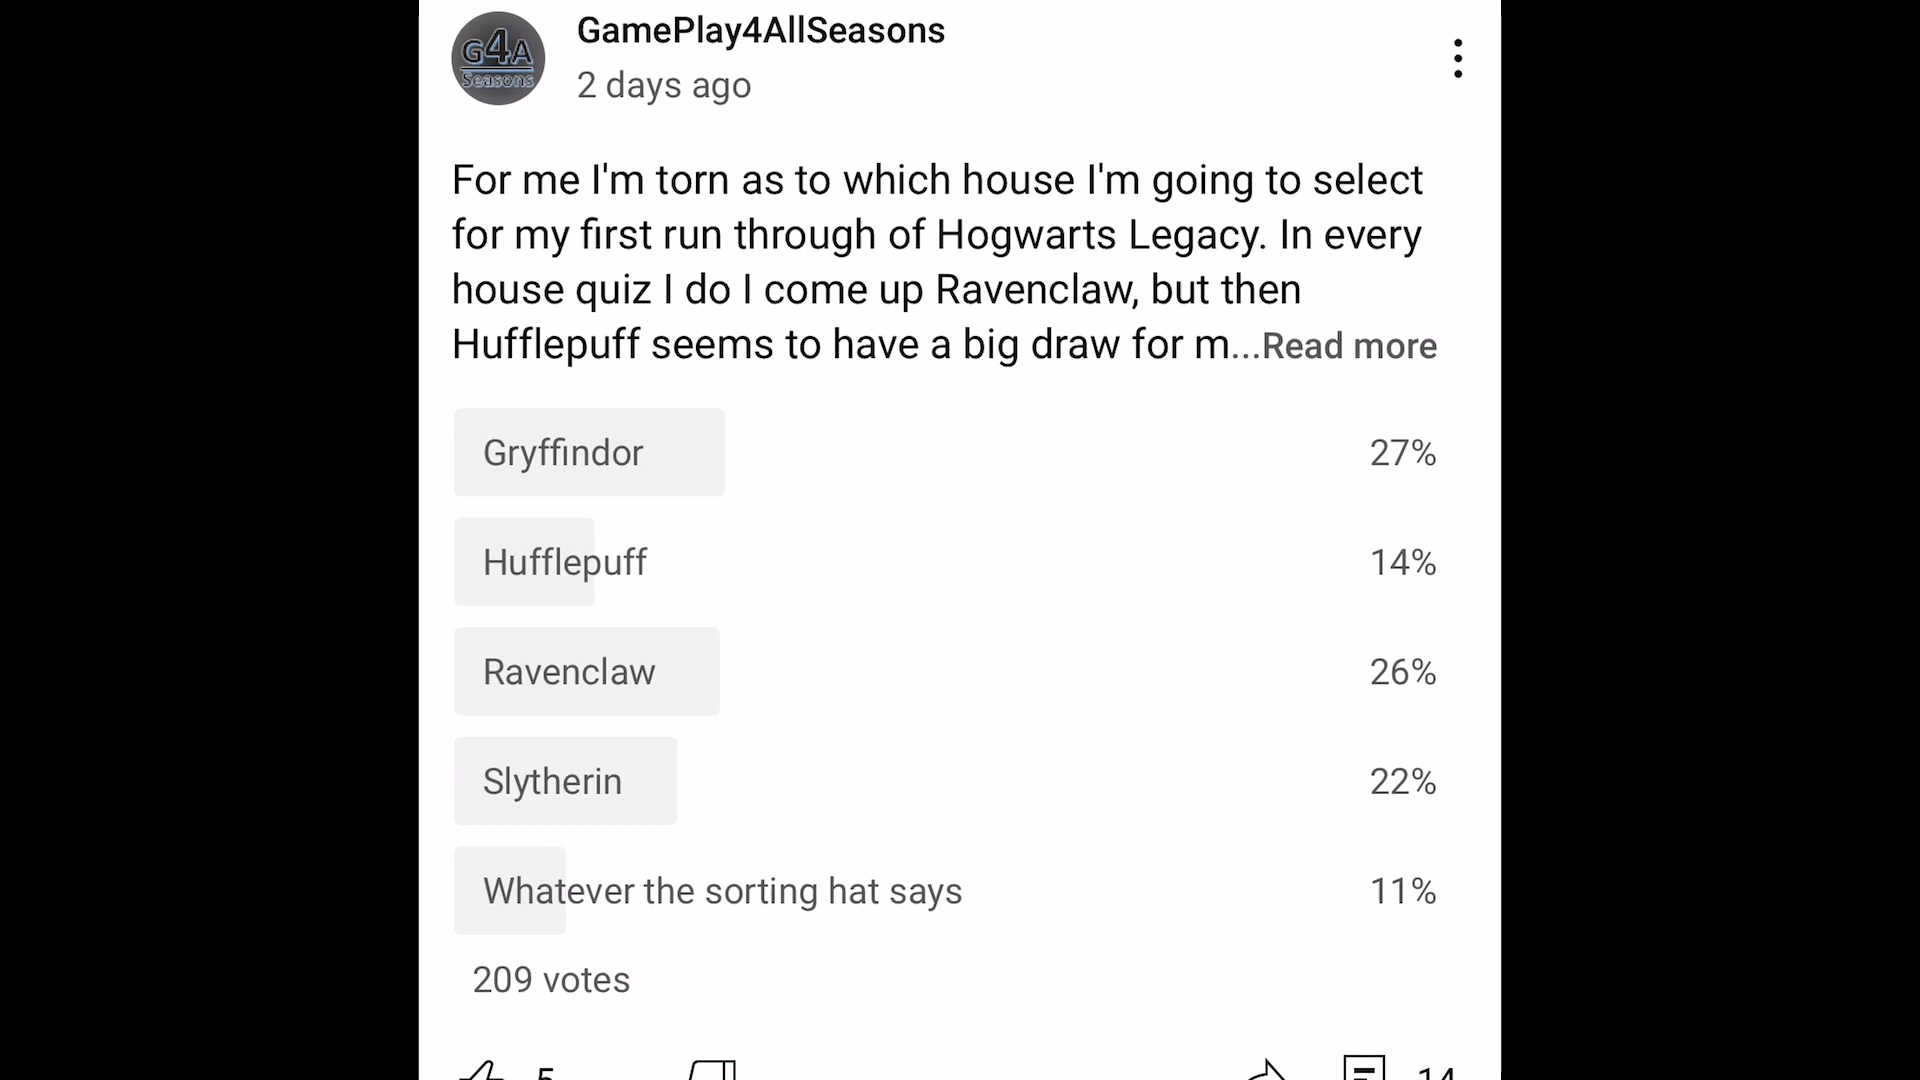 G4A
Seasons
GamePlay4AllSeasons
2 days ago
For me I'm torn as to which house I'm going to select
for my first run through of Hogwarts Legacy. In every
house quiz I do I come up Ravenclaw, but then
Hufflepuff seems to have a big draw for m...Read more
Gryffindor 27%
Hufflepuff 14%
Ravenclaw 26%
Slytherin 22%
Whatever the sorting hat says 11%
209 votes
5 14